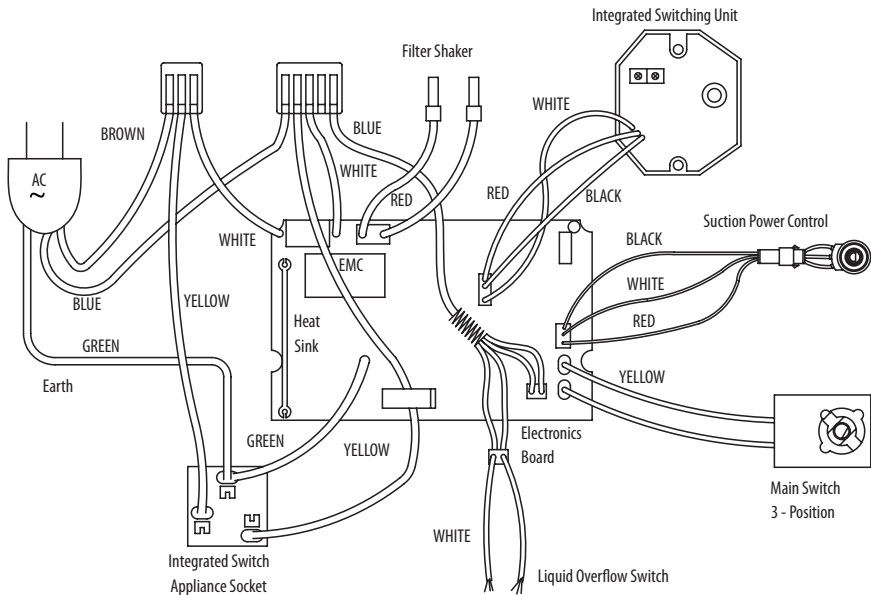 Integrated Switching Unit
Filter Shaker
WHITE
BROWN
BLUE
WHITE
AC
~
RED
RED
BLACK
Suction Power Control
BLACK
WHITE
EMC
WHITE
BLUE
YELLOW
Heat
Sink
RED
GREEN
Earth
YELLOW
GREEN
YELLOW
Electronics
Board
Main Switch
3 - Position
WHITE
Integrated Switch
Appliance Socket
Liquid Overflow Switch